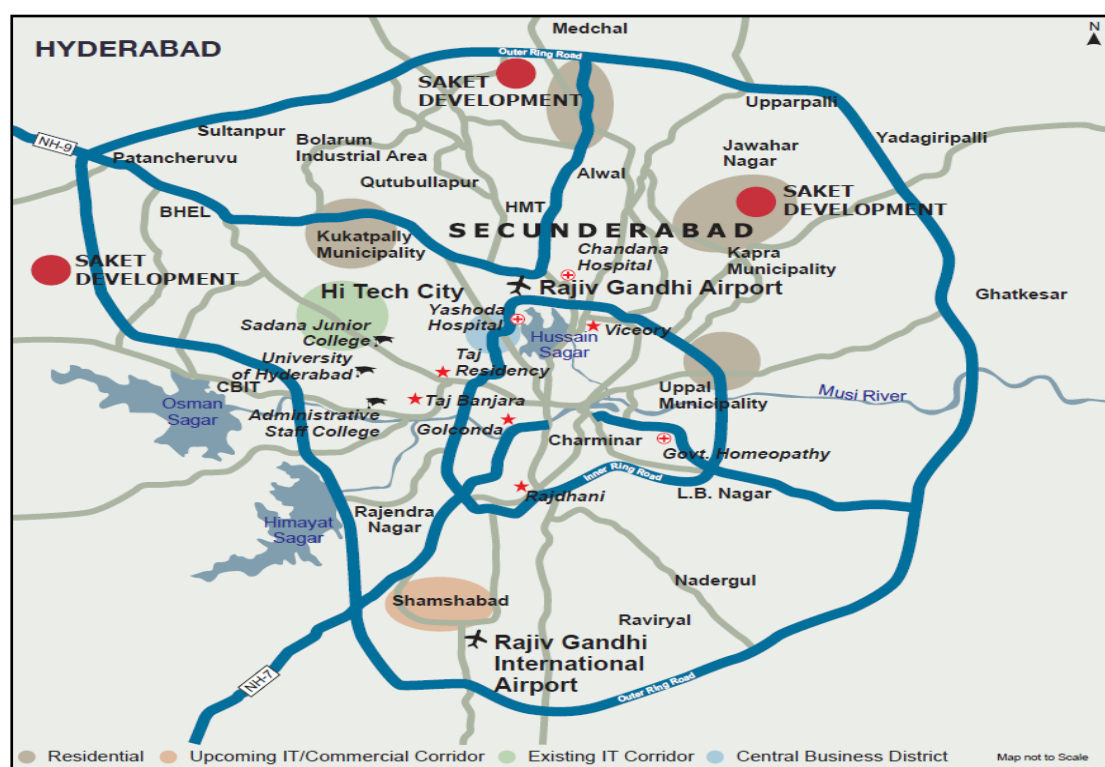 HYDERABAD
N
Medchal
Outer Ring Road
SAKET
DEVELOPMENT
Upparpalli
Sultanpur
NH-9
Bolarum
Industrial Area
Yadagiripalli
Patancheruvu
Jawahar
Nagar
Qutubullapur
Alwal
SAKET
DEVELOPMENT
BHEL
HMT
SECUNDERABAD
Kukatpally
Municipality
Chandana
Hospital
Kapra
Municipality
SAKET
DEVELOPMENT
Hi Tech City
Rajiv Gandhi Airport
Ghatkesar
Yashoda
Hospital
Sadana Junior
College
Hussain
Sagar
Viceory
University
of Hyderabad
Taj
Residency
CBIT
Uppal
Municipality
Musi River
Osman
Sagar
Taj Banjara
Administrative
Staff College
Golconda
Charminar
Govt. Homeopathy
Inner Ring Road
Rajdhani
L.B. Nagar
Rajendra
Nagar
Himayat
Sagar
Nadergul
Shamshabad
Raviryal
Rajiv Gandhi
International
Airport
NH-7
Outer Ring Road
Residential
Upcoming IT/Commercial Corridor
Existing IT Corridor
Central Business District
Map not to Scale